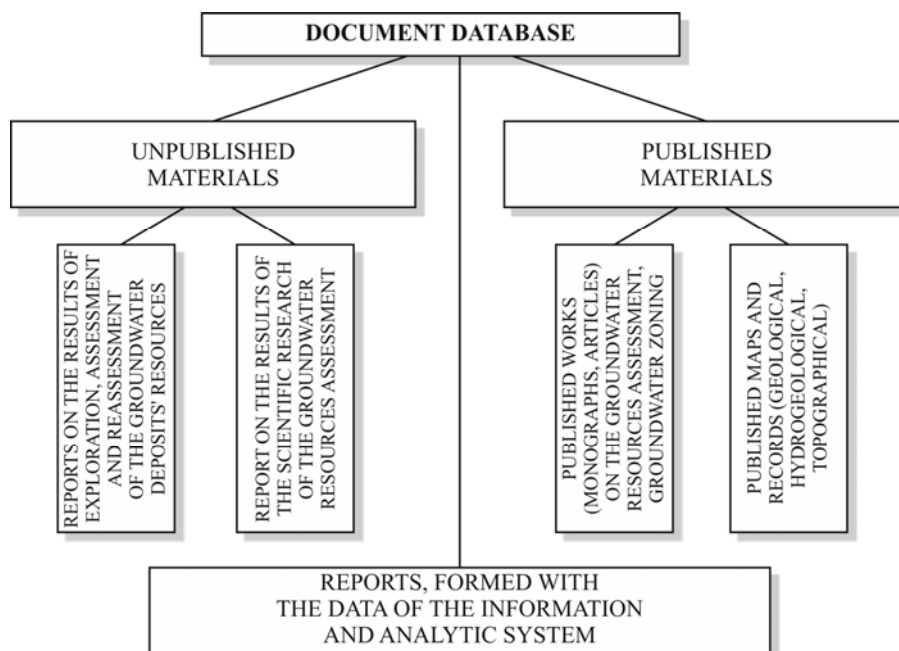 DOCUMENT DATABASE
UNPUBLISHED
MATERIALS
PUBLISHED
MATERIALS
REPORTS ON THE RESULTS OF
EXPLORATION, ASSESSMENT
AND REASSESSMENT
OF THE GROUNDWATER
DEPOSITS' RESOURCES
REPORT ON THE RESULTS OF
THE SCIENTIFIC RESEARCH
OF THE GROUNDWATER
RESOURCES ASSESSMENT
PUBLISHED WORKS
(MONOGRAPHS, ARTICLES)
ON THE GROUNDWATER
RESOURCES ASSESSMENT,
GROUNDWATER ZONING
PUBLISHED MAPS AND
RECORDS (GEOLOGICAL,
HYDROGEOLOGICAL,
TOPOGRAPHICAL)
REPORTS, FORMED WITH
THE DATA OF THE INFORMATION
AND ANALYTIC SYSTEM